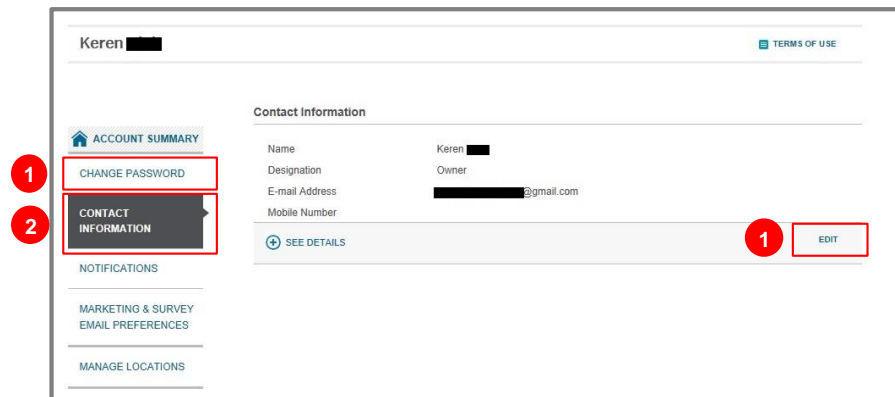 Keren
TERMS OF USE
Contact Information
ACCOUNT SUMMARY
1
CHANGE PASSWORD
2
CONTACT
INFORMATION
NOTIFICATIONS
MARKETING & SURVEY
EMAIL PREFERENCES
MANAGE LOCATIONS
Name Keren
Designation Owner
E-mail Address @gmail.com
Mobile Number
SEE DETAILS
1
EDIT